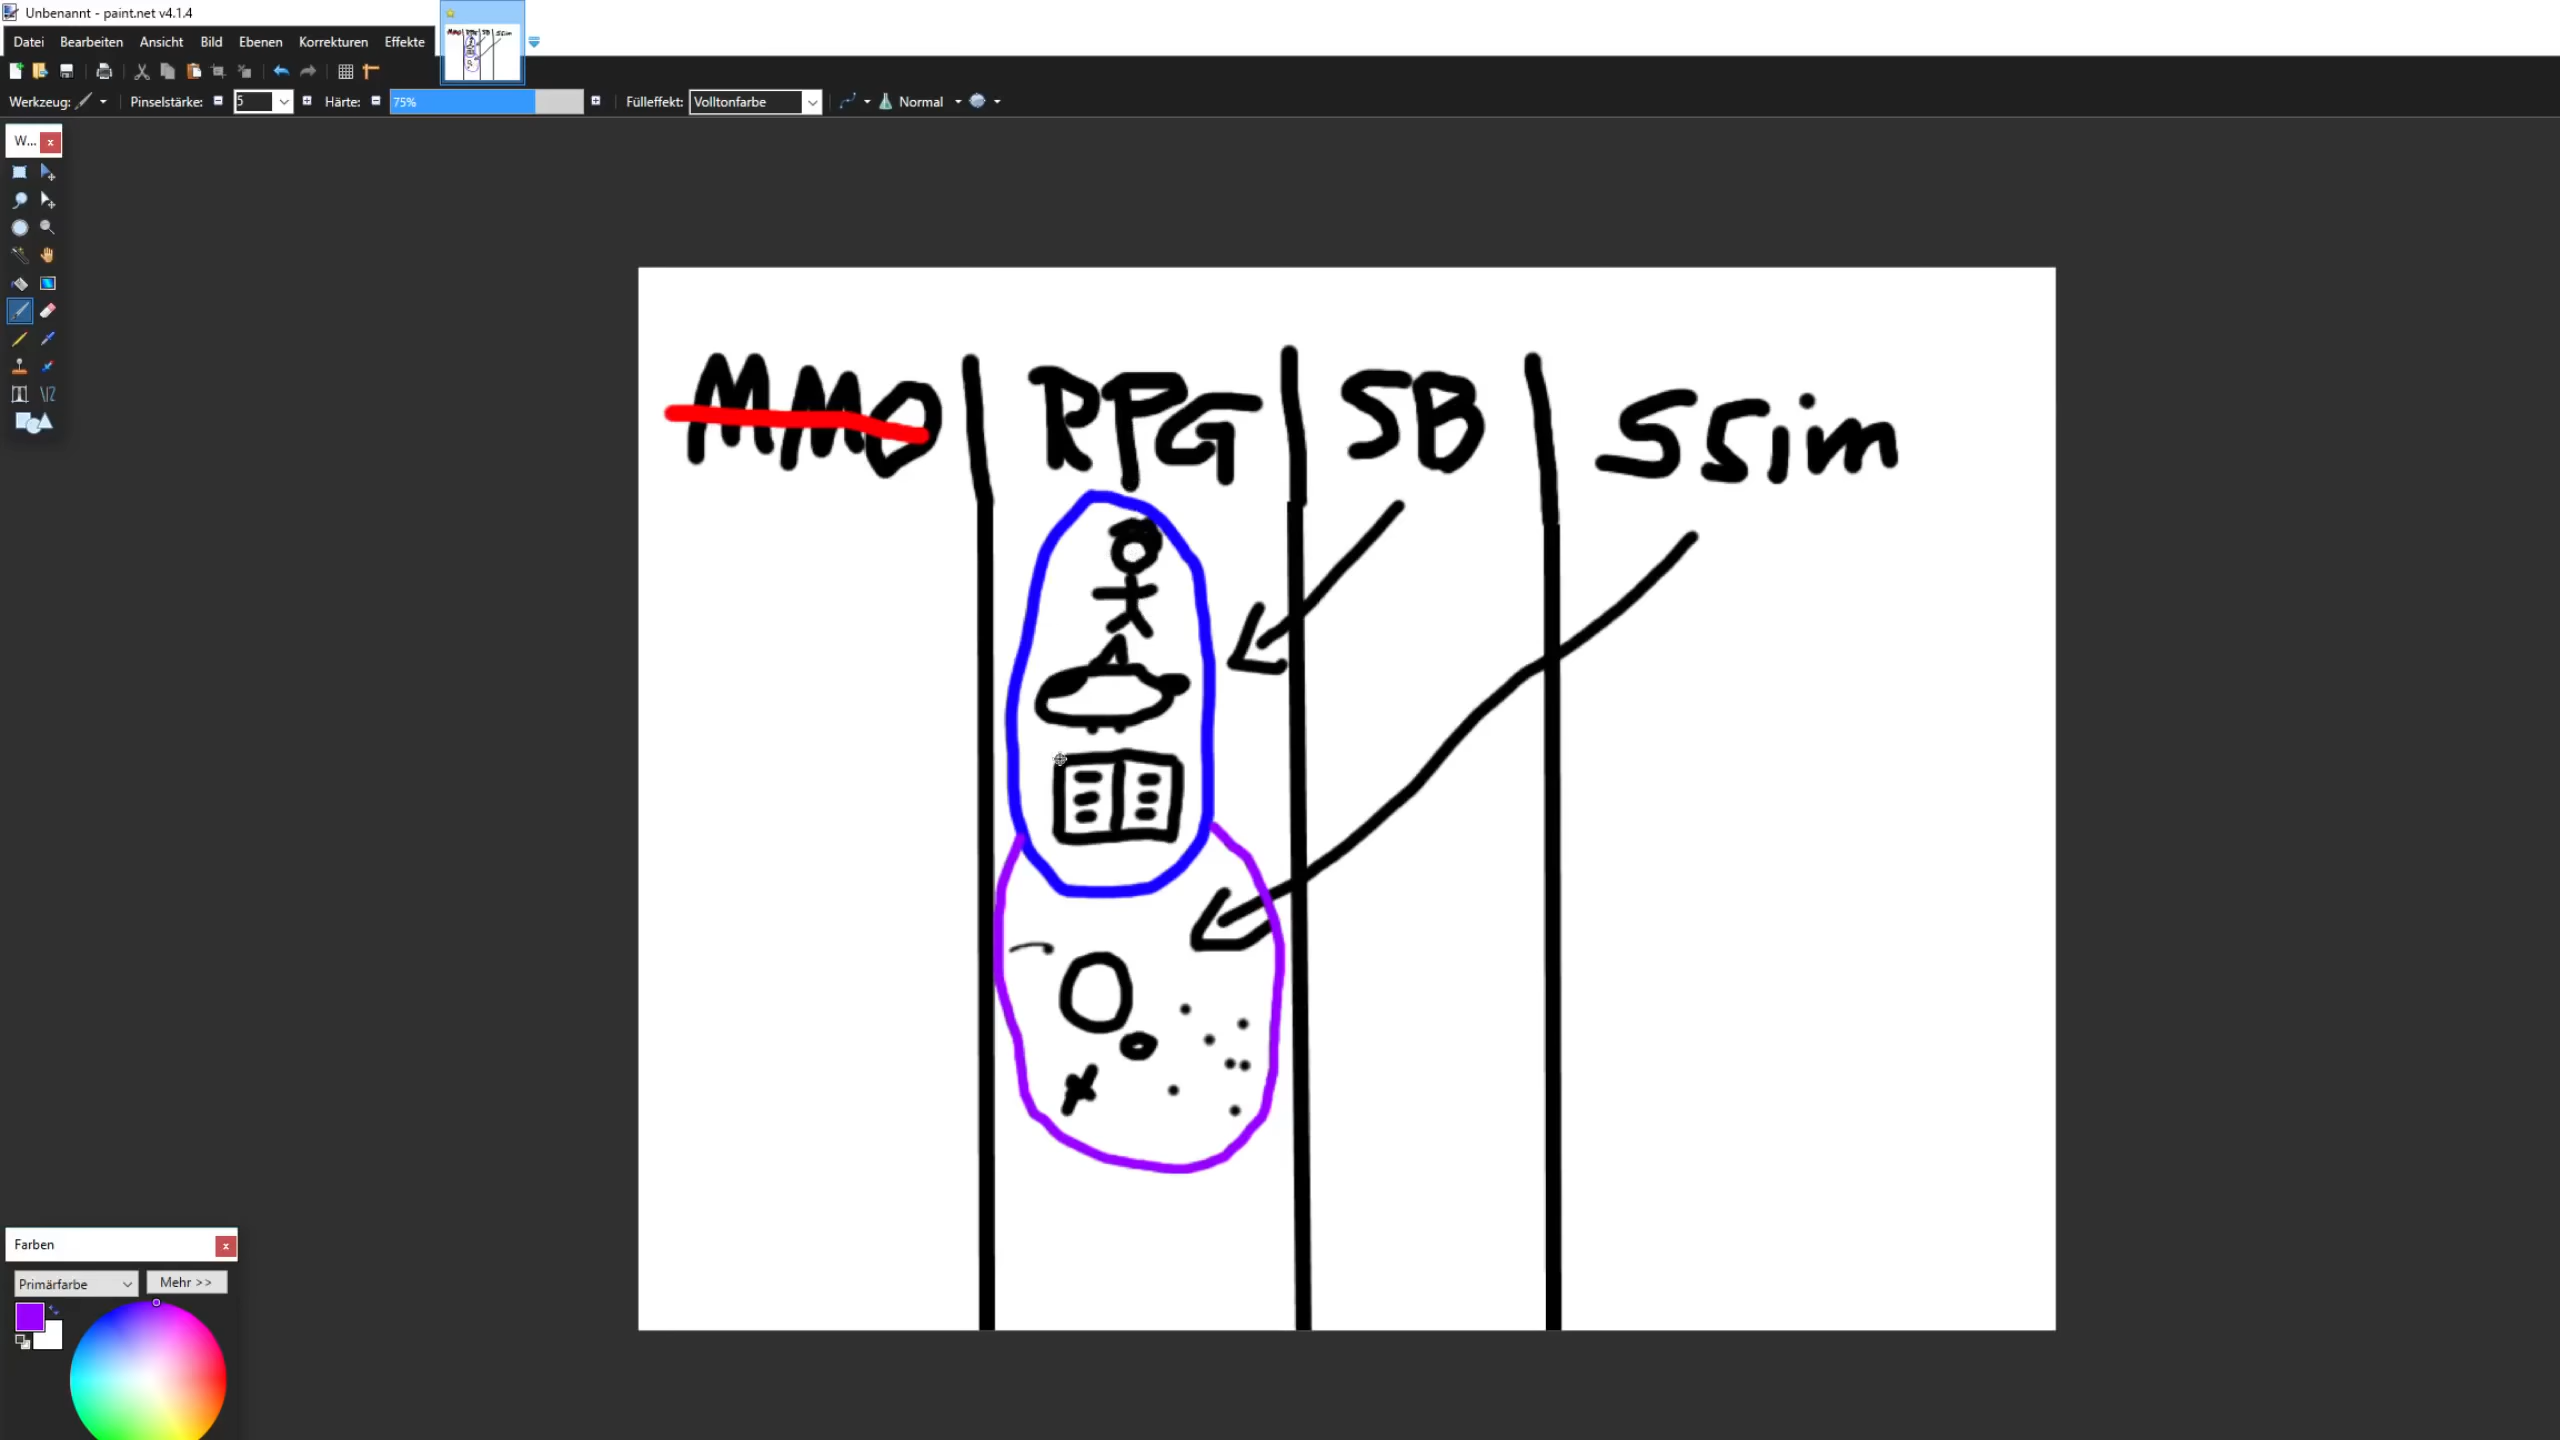 Unbenannt - paint.net v4.1.4
Datei Bearbeiten Ansicht Bild Ebenen Korrekturen Effekte
Werkzeug: Pinselstärke: 5 Härte: 75% Fülleffekt: Volltonfarbe Normal
W...
MMO RPG SB SSim
Farben
Primärfarbe Mehr >>